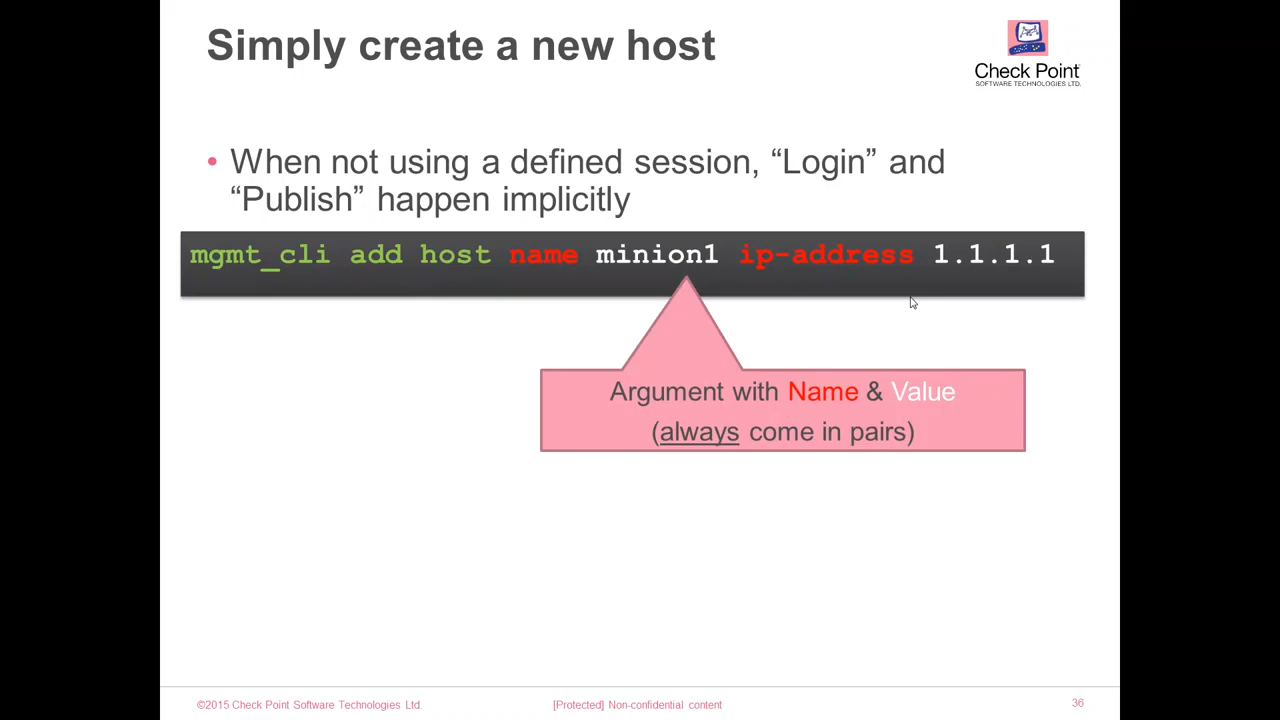 Simply create a new host
Check Point
SOFTWARE TECHNOLOGIES LTD.
• When not using a defined session, “Login” and
“Publish” happen implicitly
mgmt_cli add host name minion1 ip-address 1.1.1.1
Argument with Name & Value
(always come in pairs)
©2015 Check Point Software Technologies Ltd.
[Protected] Non-confidential content
36